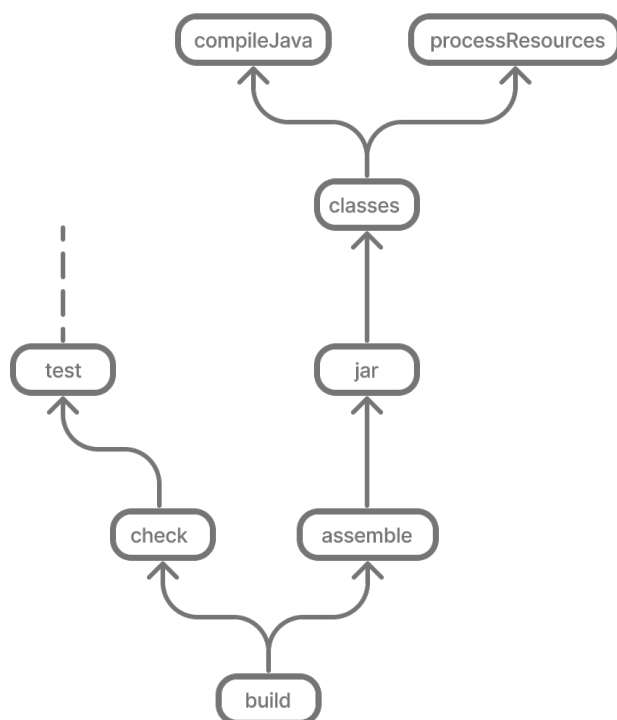 compileJava
processResources
classes
test
jar
check
assemble
build